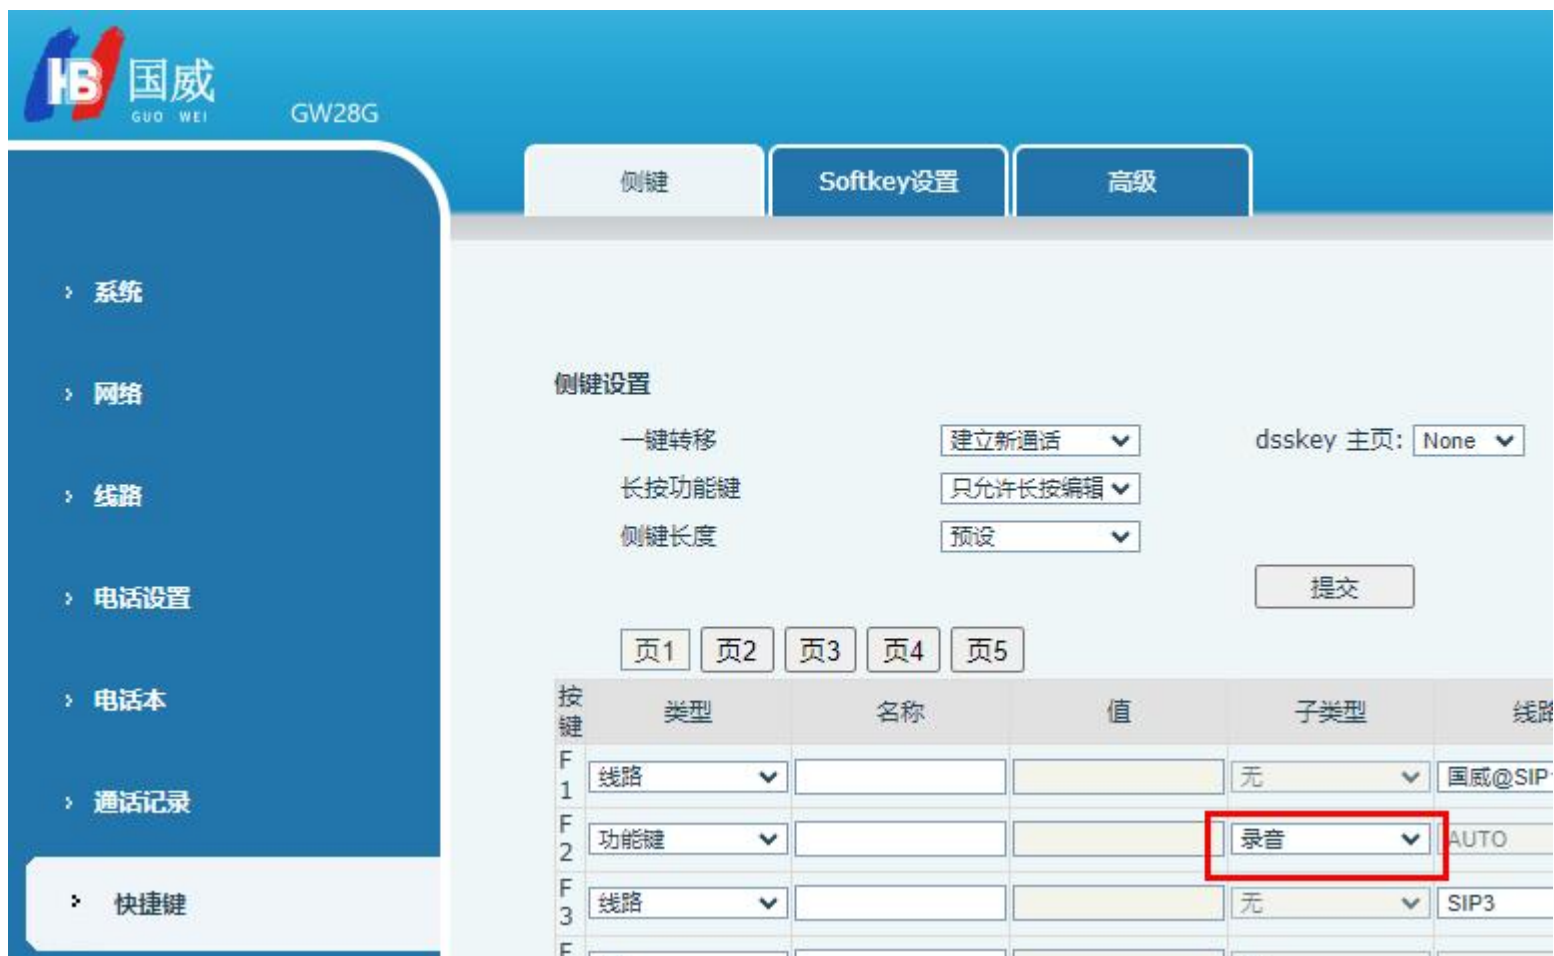 HB 国威
GUO WEI
GW28G
侧键 Softkey设置 高级
系统
网络
线路
电话设置
电话本
通话记录
快捷键
侧键设置
一键转移 建立新通话 dsskey 主页: None
长按功能键 只允许长按编辑
侧键长度 预设
提交
页1 页2 页3 页4 页5
按键 类型 名称 值 子类型 线路
F1 线路 无 国威@SIP
F2 功能键 录音 AUTO
F3 线路 无 SIP3
F